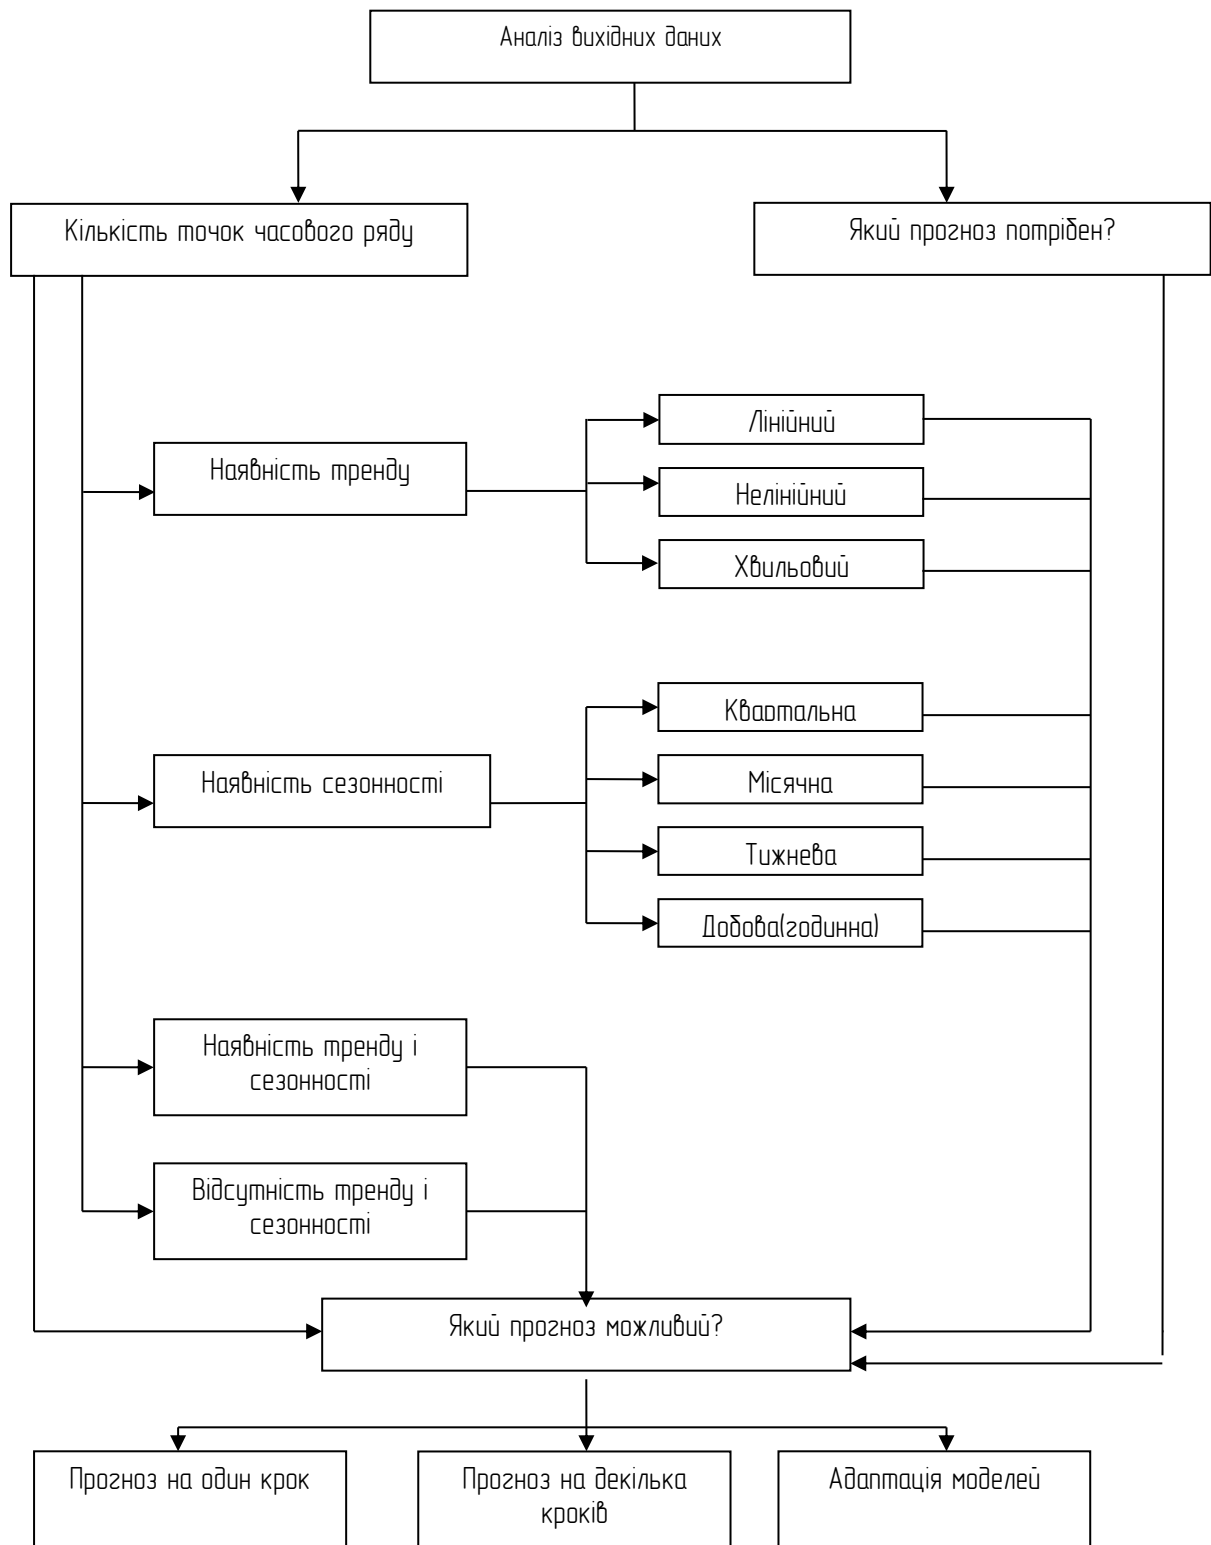 Аналіз вихідних даних
Кількість точок часового ряду
Який прогноз потрібен?
Лінійний
Наявність тренду
Нелінійний
Хвильовий
Квартальна
Наявність сезонності
Місячна
Тижнева
Добова(годинна)
Наявність тренду і
сезонності
Відсутність тренду і
сезонності
Який прогноз можливий?
Прогноз на один крок
Прогноз на декілька
кроків
Адаптація моделей